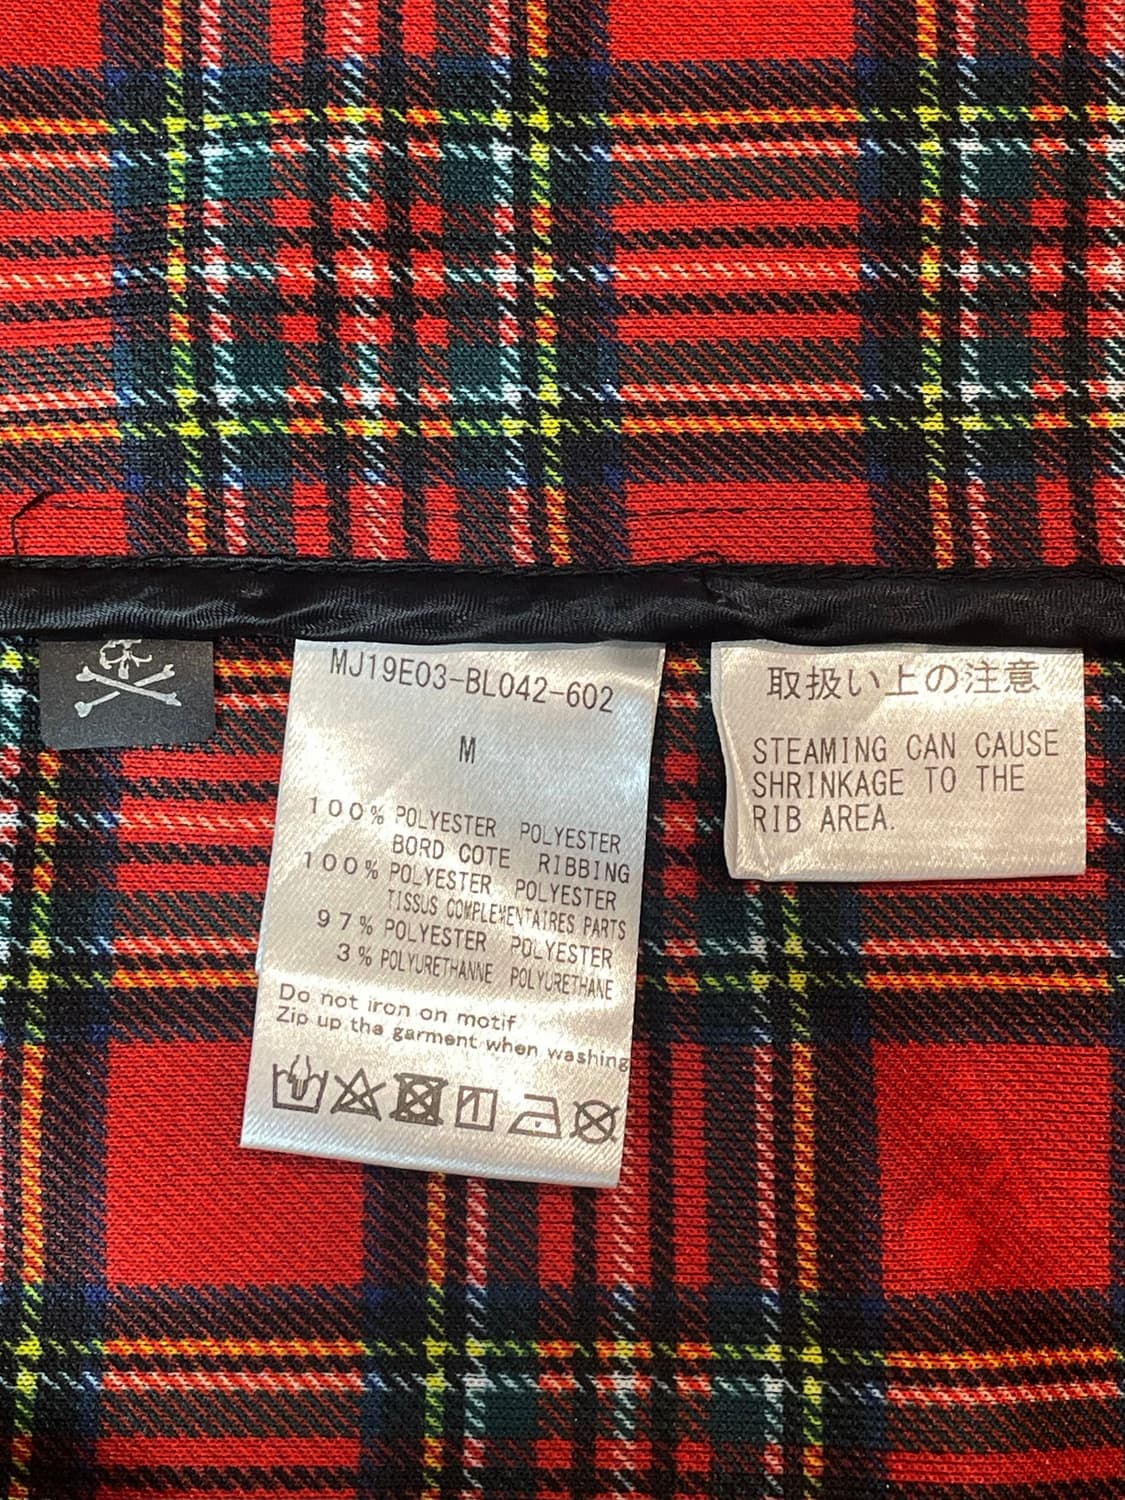 MJ19E03-BL042-602
M
100% POLYESTER POLYESTER
BORD COTE RIBBING
100% POLYESTER POLYESTER
TISSUS COMPLEMENTAIRES PARTS
97% POLYESTER POLYESTER
3% POLYURETHANNE POLYURETHANE
Do not iron on motif
Zip up tha garment when washing
取扱い上の注意
STEAMING CAN CAUSE
SHRINKAGE TO THE
RIB AREA.